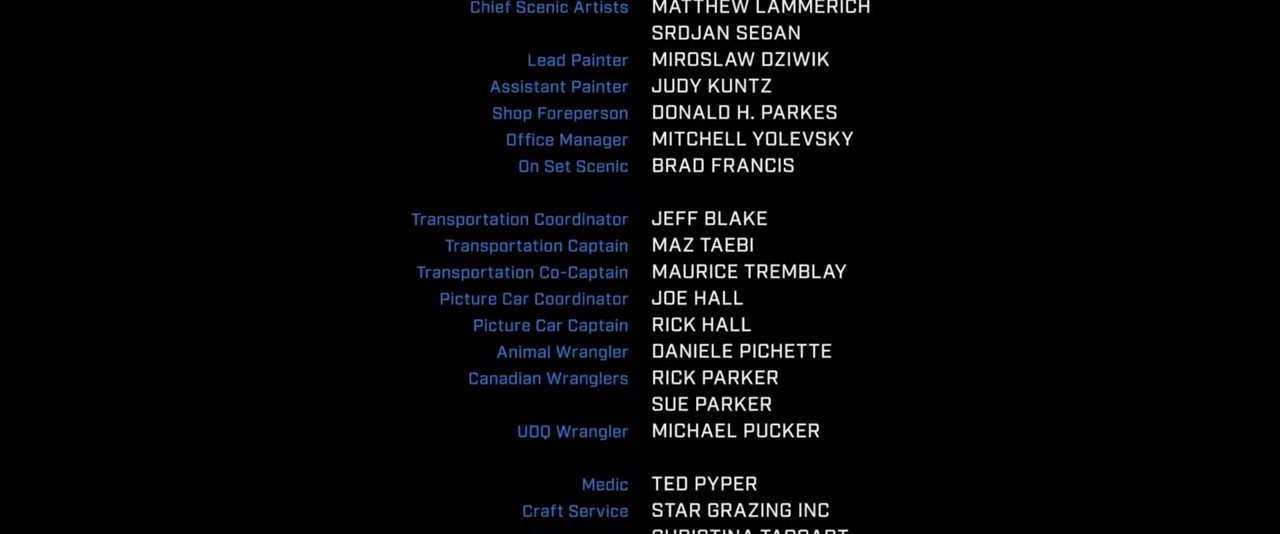 Chief Scenic Artists MATTHEW LAMMERICH
SRDJAN SEGAN
Lead Painter MIROSLAW DZIWIK
Assistant Painter JUDY KUNTZ
Shop Foreperson DONALD H. PARKES
Office Manager MITCHELL YOLEVSKY
On Set Scenic BRAD FRANCIS
Transportation Coordinator JEFF BLAKE
Transportation Captain MAZ TAEBI
Transportation Co-Captain MAURICE TREMBLAY
Picture Car Coordinator JOE HALL
Picture Car Captain RICK HALL
Animal Wrangler DANIELE PICHETTE
Canadian Wranglers RICK PARKER
SUE PARKER
UDQ Wrangler MICHAEL PUCKER
Medic TED PYPER
Craft Service STAR GRAZING INC
CHRISTINA TAGGART